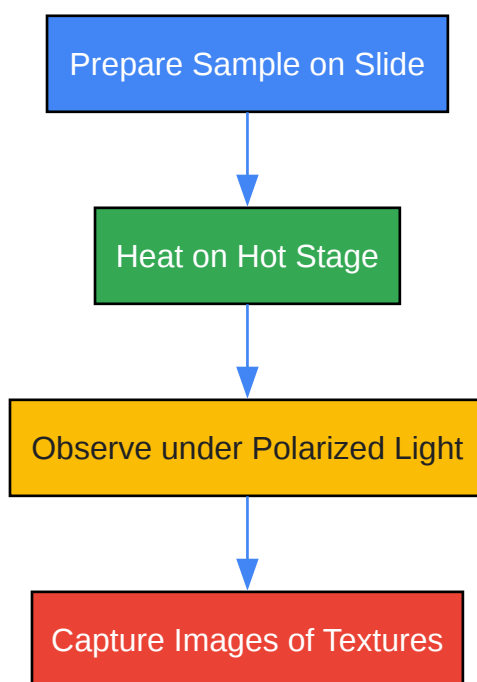 Prepare Sample on Slide
Heat on Hot Stage
Observe under Polarized Light
Capture Images of Textures